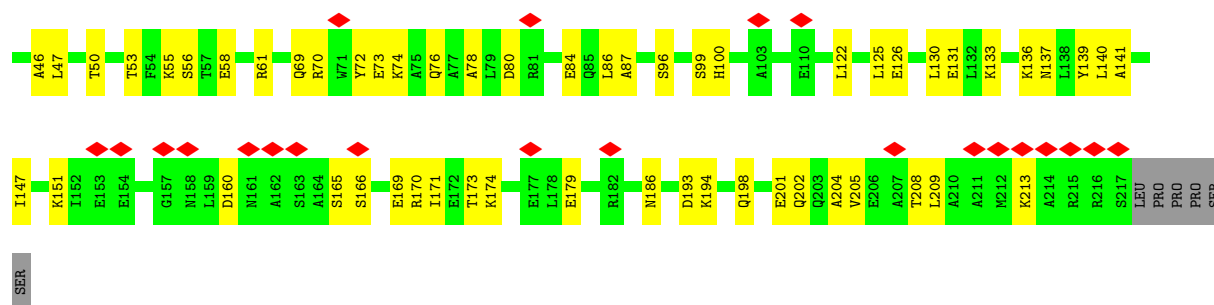 A46 L47 T50 T53 F54 K55 S56 T57 E58 R61 Q69 R70 W71 Y72 E73 K74 A75 Q76 A77 A78 L79 D80 R81 E84 Q85 L86 A87 S96 S99 H100 A103 E110 L122 L125 E126 L130 E131 L132 K133 K136 N137 L138 Y139 L140 A141
I147 K151 I152 E153 E154 G157 N158 L159 D160 N161 A162 S163 A164 S165 S166 E169 R170 I171 E172 T173 K174 E177 L178 E179 R182 N186 D193 K194 Q198 E201 Q202 Q203 A204 V205 E206 A207 T208 L209 A210 A211 M212 K213 A214 R215 R216 S217 LEU PRO PRO PRO SER
SER